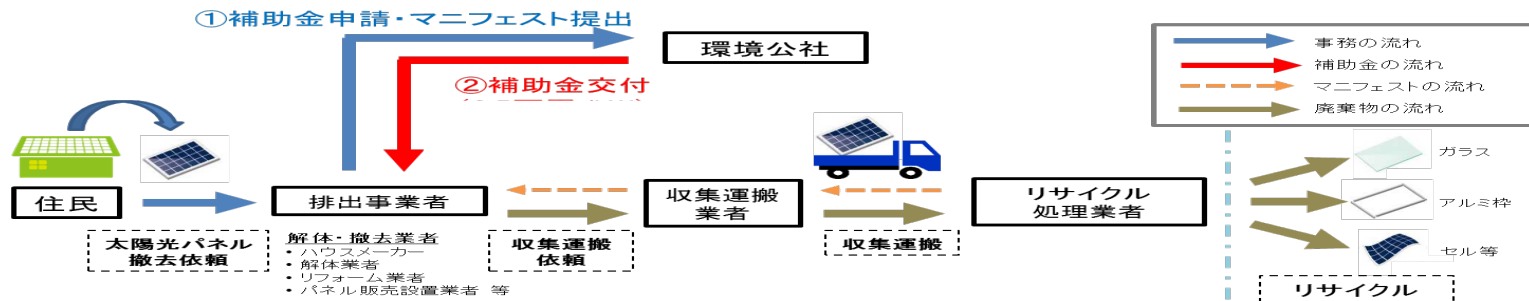 ①補助金申請・マニフェスト提出
環境公社
②補助金交付
事務の流れ
補助金の流れ
マニフェストの流れ
廃棄物の流れ
住民
排出事業者
収集運搬
業者
リサイクル
処理業者
ガラス
アルミ枠
セル等
太陽光パネル
撤去依頼
解体・撤去業者
・ハウスメーカー
・解体業者
・リフォーム業者
・パネル販売設置業者 等
収集運搬
依頼
収集運搬
リサイクル